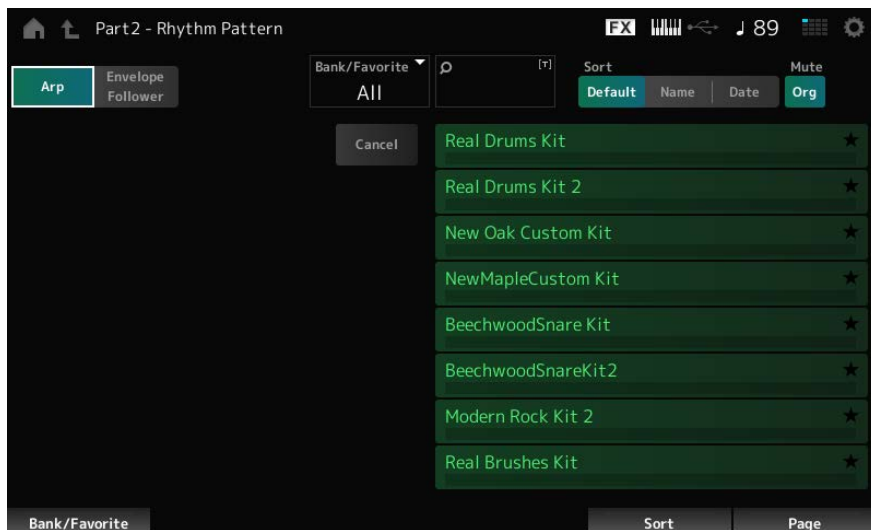 Part2 - Rhythm Pattern
FX
♩ 89
Arp
Envelope
Follower
Bank/Favorite
All
[T]
Sort
Default
Name
Date
Mute
Org
Cancel
Real Drums Kit
Real Drums Kit 2
New Oak Custom Kit
NewMapleCustom Kit
BeechwoodSnare Kit
BeechwoodSnareKit2
Modern Rock Kit 2
Real Brushes Kit
Bank/Favorite
Sort
Page